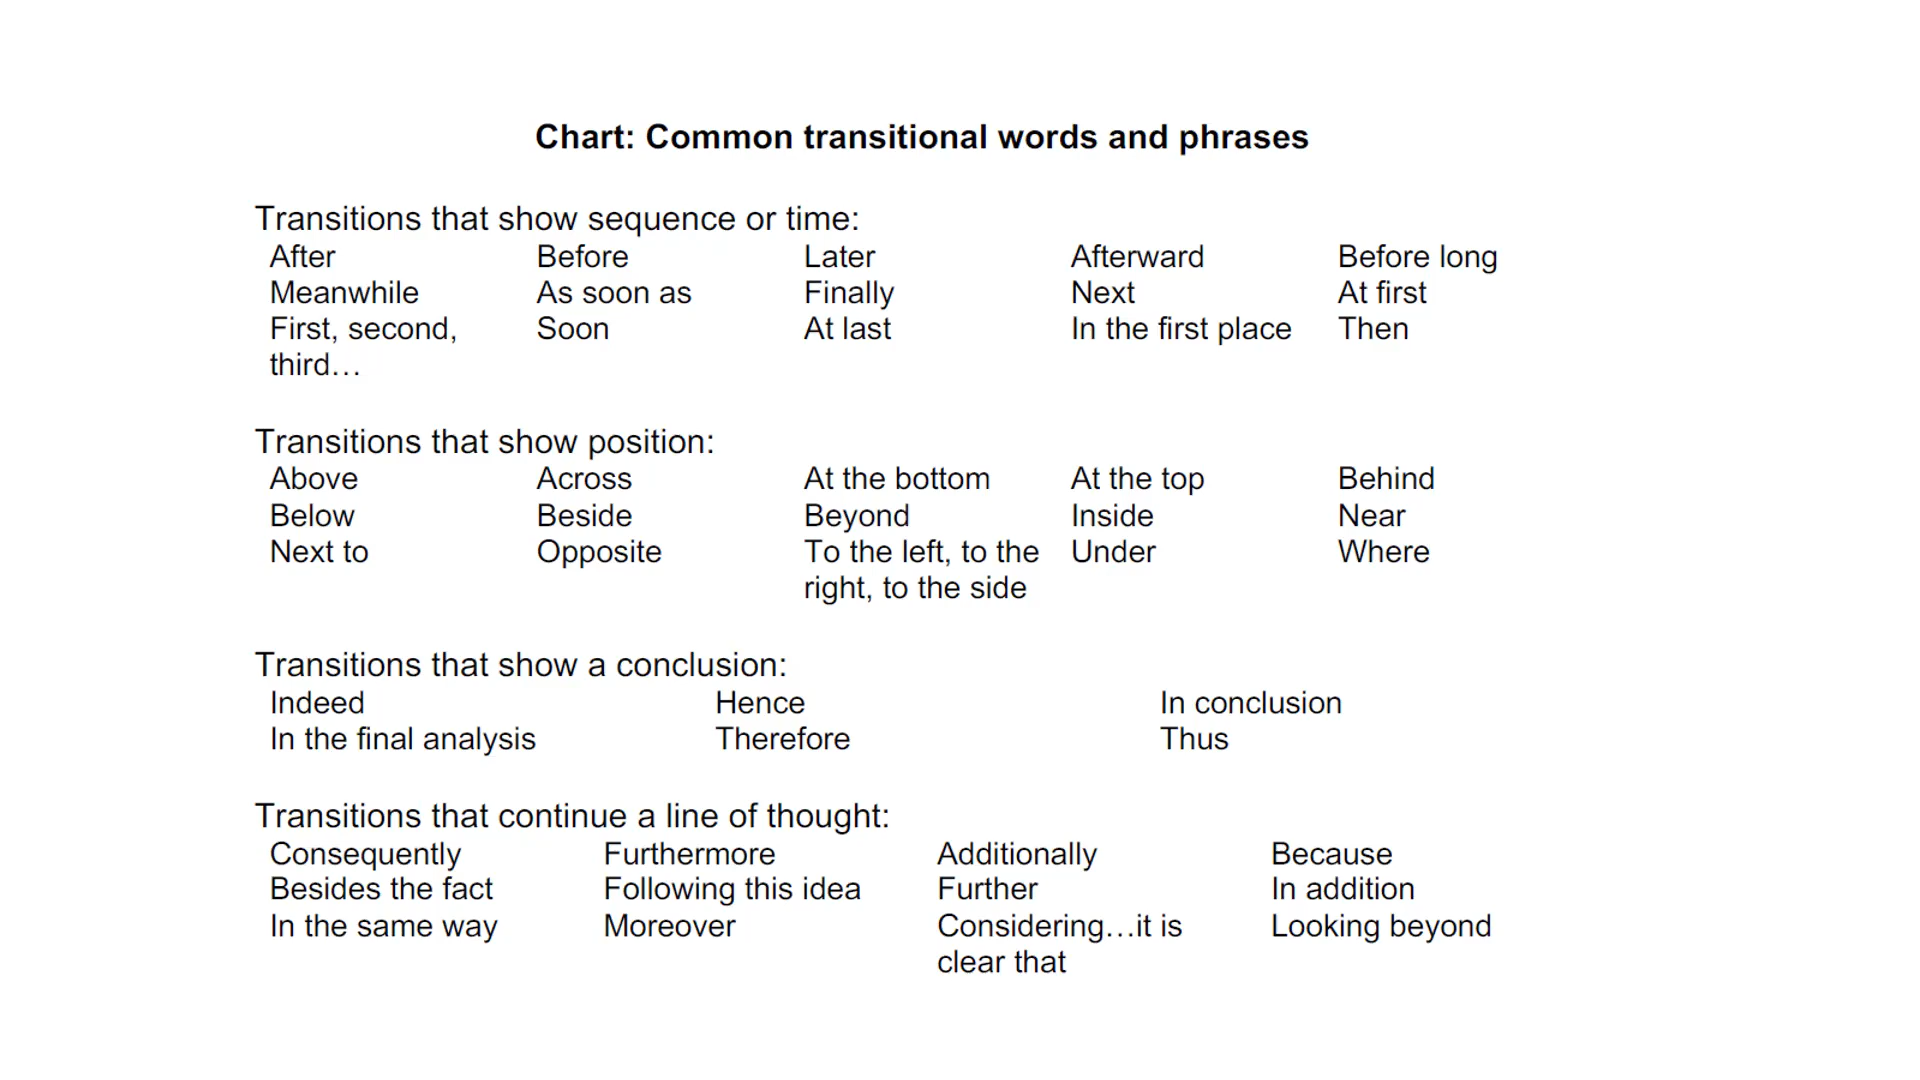 Chart: Common transitional words and phrases
Transitions that show sequence or time:
After Before Later Afterward Before long
Meanwhile As soon as Finally Next At first
First, second, Soon At last In the first place Then
third…
Transitions that show position:
Above Across At the bottom At the top Behind
Below Beside Beyond Inside Near
Next to Opposite To the left, to the Under Where
right, to the side
Transitions that show a conclusion:
Indeed Hence In conclusion
In the final analysis Therefore Thus
Transitions that continue a line of thought:
Consequently Furthermore Additionally Because
Besides the fact Following this idea Further In addition
In the same way Moreover Considering…it is Looking beyond
clear that